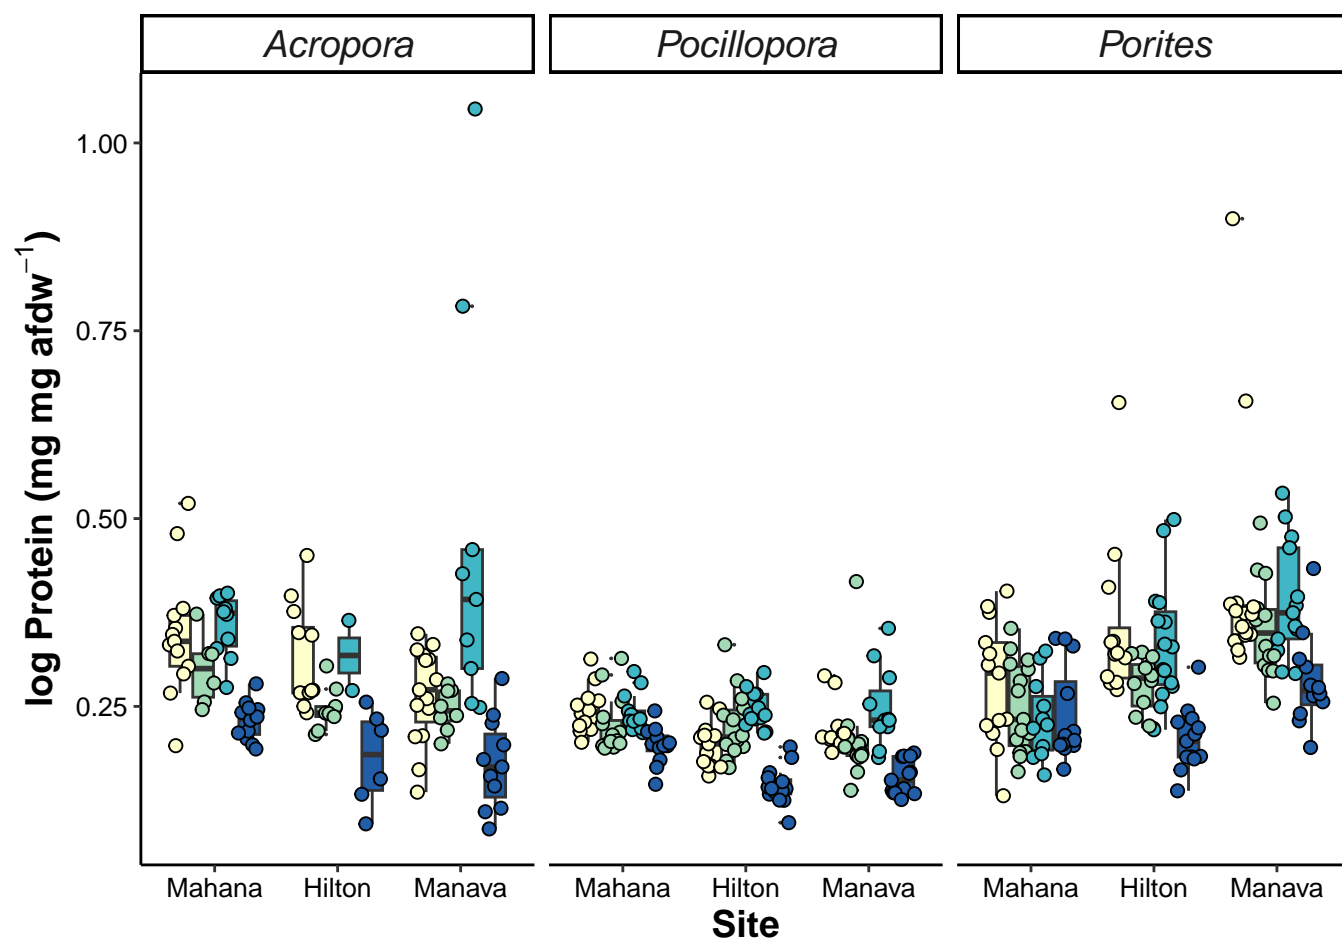 Acropora Pocillopora Porites
1.00
0.75
0.50
0.25
log Protein (mg mg afdw⁻¹)
Mahana Hilton Manava Mahana Hilton Manava Mahana Hilton Manava
Site